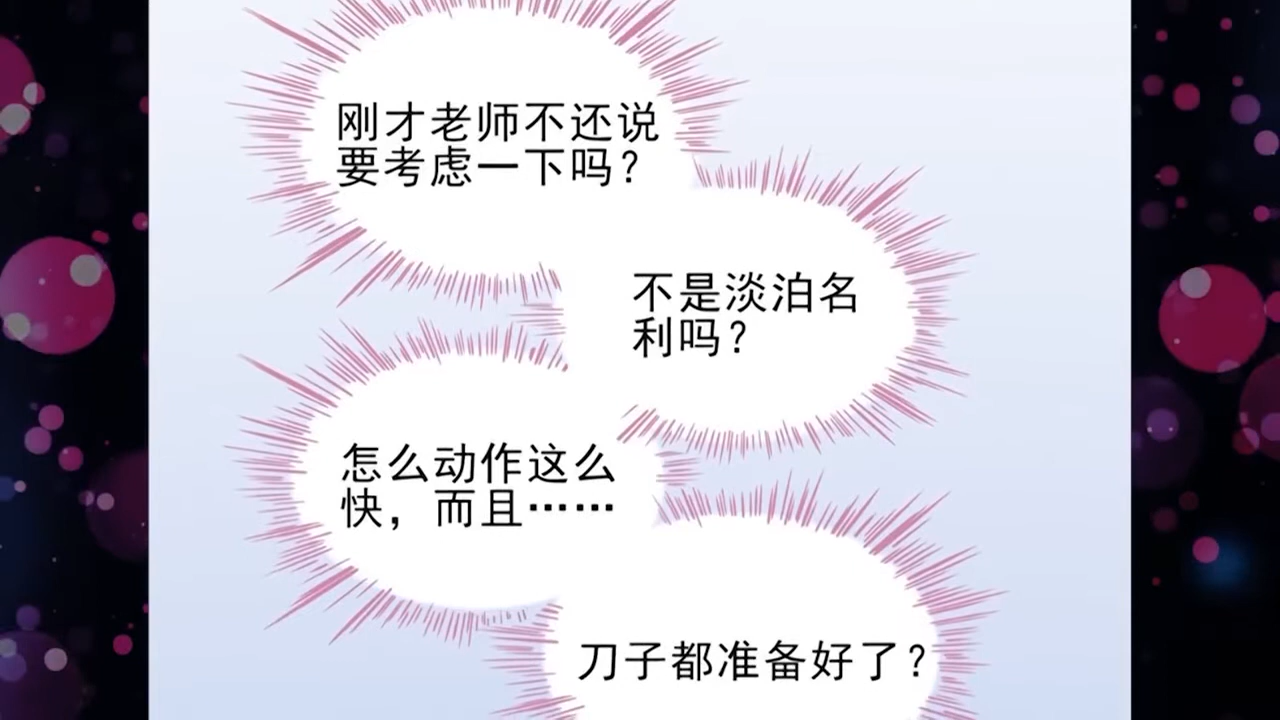 刚才老师不还说
要考虑一下吗？
不是淡泊名
利吗？
怎么动作这么
快，而且……
刀子都准备好了？